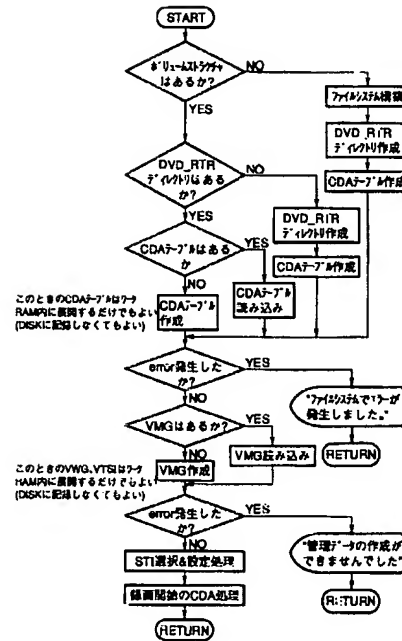 START
ボリュームストラクチャ
はあるか?
NO
YES
ファイルシステム構築
DVD_RTR
ディレクトリ作成
CDAテーブル作成
DVD_RTR
ディレクトリはある
か?
NO
YES
DVD_RTR
ディレクトリ作成
CDAテーブル作成
CDAテーブルはある
か
YES
NO
CDAテーブル
作成
CDAテーブル
読み込み
このときのCDAテーブルはワーク
RAM内に展開するだけでもよい
(DISKに記録しなくてもよい)
error発生した
か?
YES
NO
"ファイルシステムでエラーが
発生しました。"
RETURN
VMGはあるか?
YES
NO
VMG作成
VMG読み込み
このときのVWG、VTSIはワーク
RAM内に展開するだけでもよい
(DISKに記録しなくてもよい)
error発生した
か?
YES
NO
"管理データの作成が
できませんでした"
RETURN
STI選択&設定処理
録画開始のCDA処理
RETURN